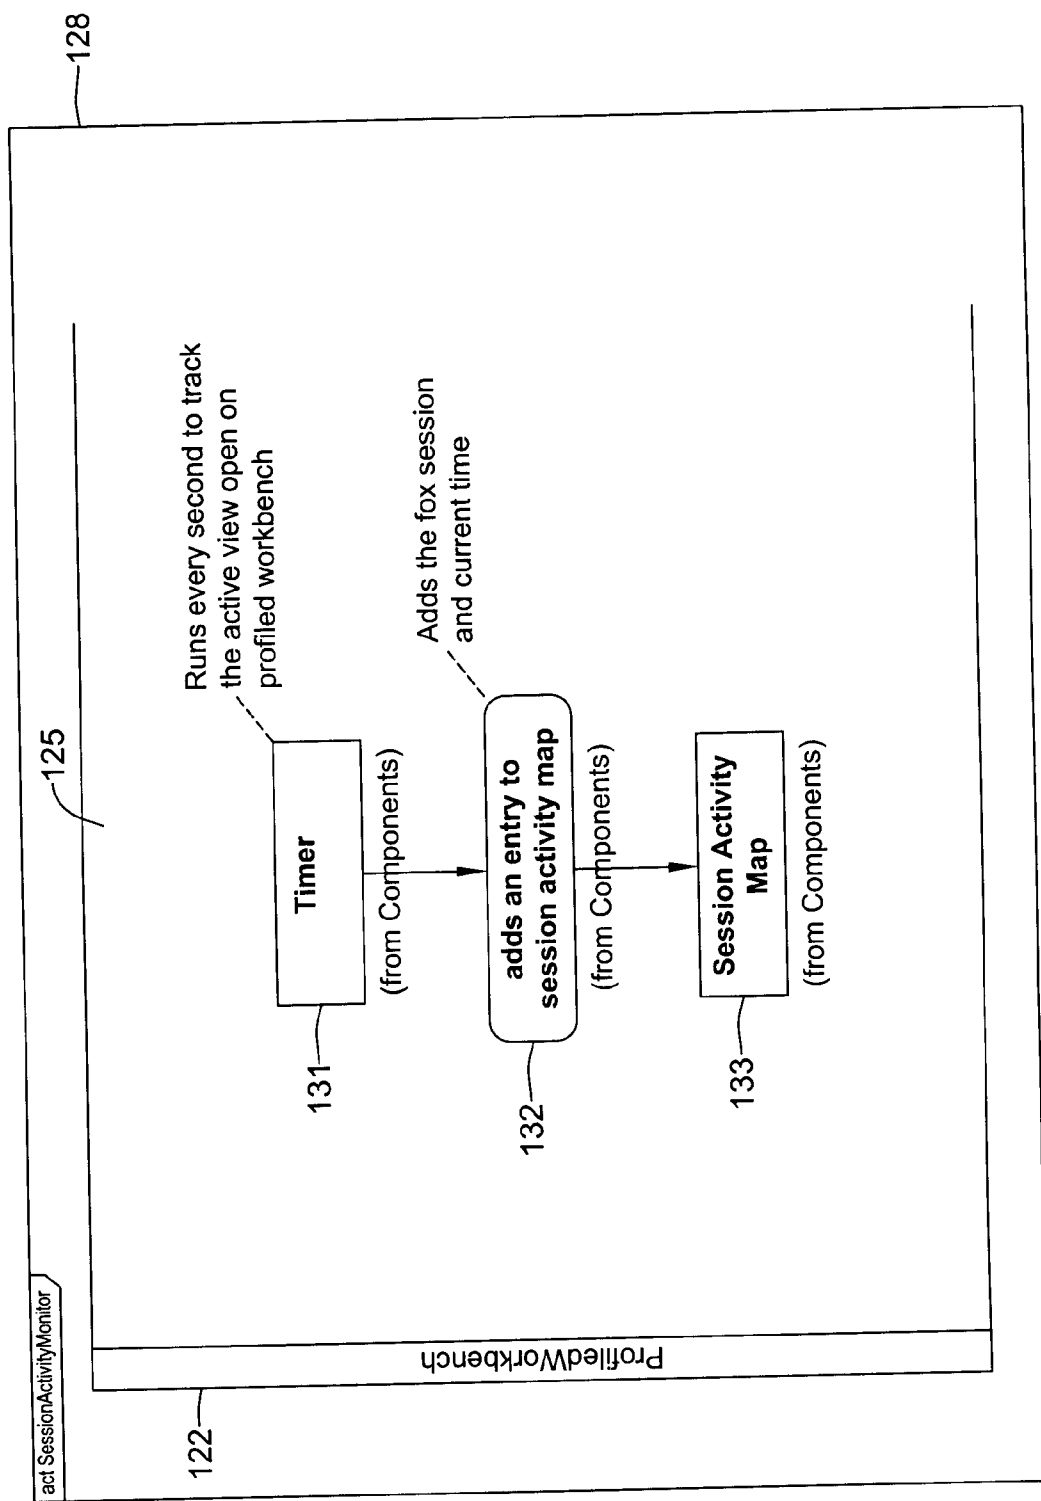 128
act SessionActivityMonitor
125
122
ProfiledWorkbench
Runs every second to track
the active view open on
profiled workbench
131
Timer
(from Components)
Adds the fox session
and current time
132
adds an entry to
session activity map
(from Components)
133
Session Activity
Map
(from Components)